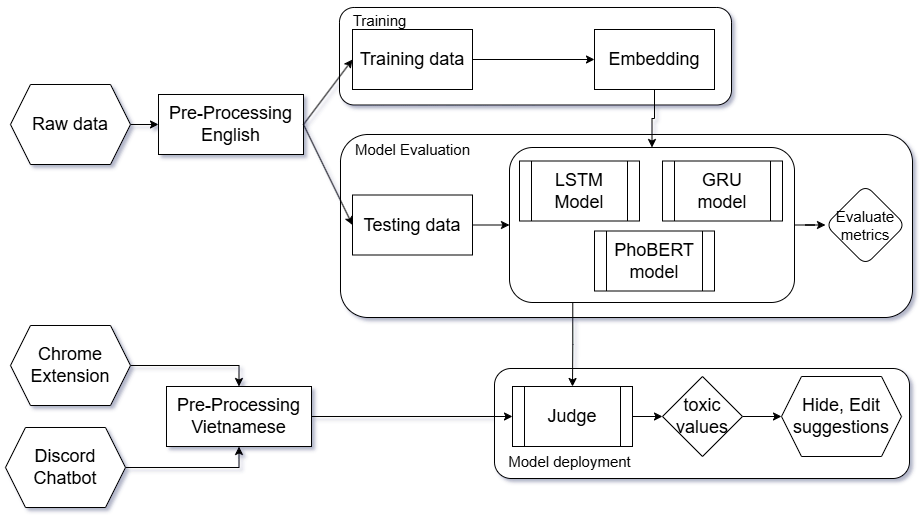 Training
Training data
Embedding
Raw data
Pre-Processing
English
Model Evaluation
LSTM
Model
GRU
model
Testing data
PhoBERT
model
Evaluate
metrics
Chrome
Extension
Pre-Processing
Vietnamese
Discord
Chatbot
Judge
toxic
values
Hide, Edit
suggestions
Model deployment